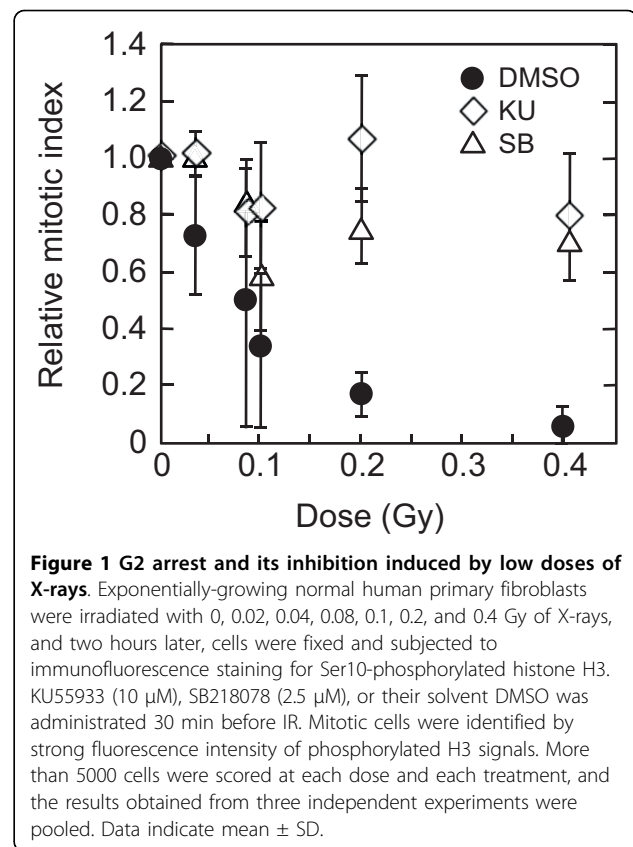 1.4
1.2
1.0
0.8
0.6
0.4
0.2
0
Relative mitotic index
DMSO
KU
SB
0 0.1 0.2 0.3 0.4
Dose (Gy)
Figure 1 G2 arrest and its inhibition induced by low doses of
X-rays. Exponentially-growing normal human primary fibroblasts
were irradiated with 0, 0.02, 0.04, 0.08, 0.1, 0.2, and 0.4 Gy of X-rays,
and two hours later, cells were fixed and subjected to
immunofluorescence staining for Ser10-phosphorylated histone H3.
KU55933 (10 μM), SB218078 (2.5 μM), or their solvent DMSO was
administrated 30 min before IR. Mitotic cells were identified by
strong fluorescence intensity of phosphorylated H3 signals. More
than 5000 cells were scored at each dose and each treatment, and
the results obtained from three independent experiments were
pooled. Data indicate mean ± SD.